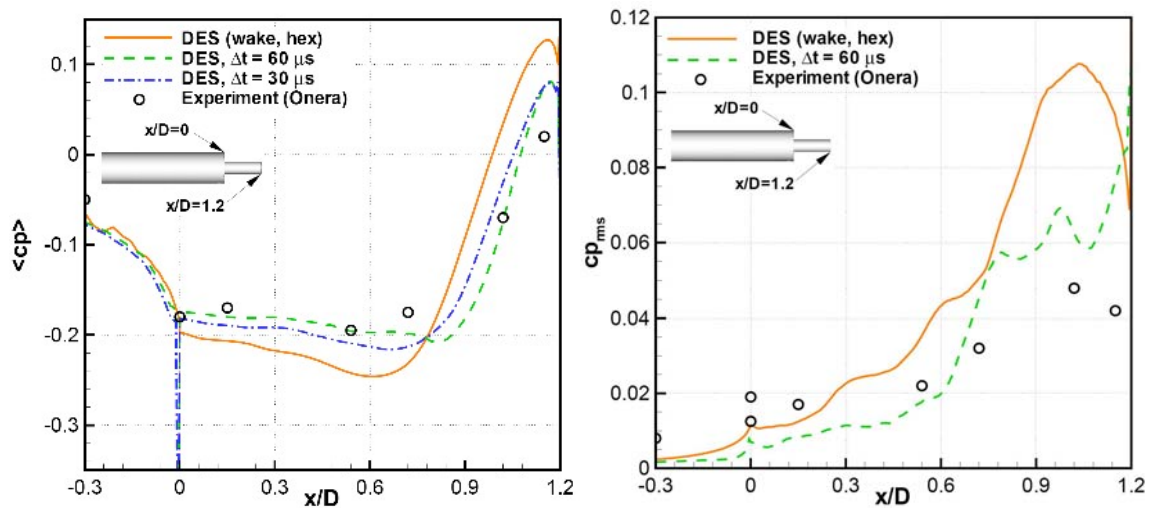 DES (wake, hex)
DES, Δt = 60 μs
DES, Δt = 30 μs
Experiment (Onera)
x/D=0
x/D=1.2
0.1
0
-0.1
-0.2
-0.3
<cp>
-0.3
0
0.3
0.6
0.9
1.2
x/D
DES (wake, hex)
DES, Δt = 60 μs
Experiment (Onera)
x/D=0
x/D=1.2
0.12
0.1
0.08
0.06
0.04
0.02
0
cprms
-0.3
0
0.3
0.6
0.9
1.2
x/D